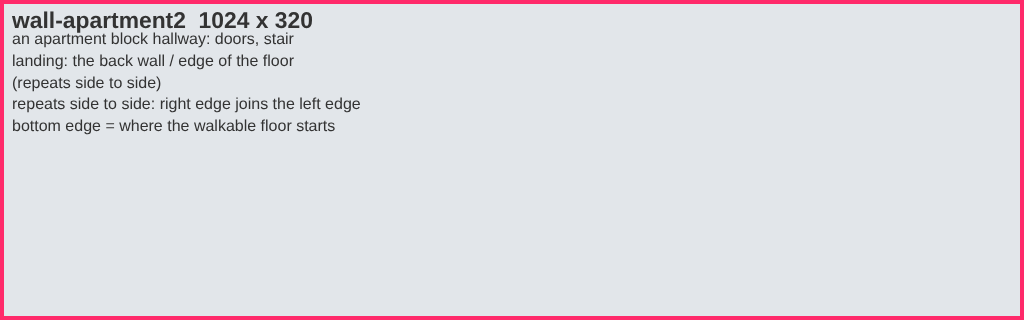 wall-apartment2  1024 x 320
an apartment block hallway: doors, stair
landing: the back wall / edge of the floor
(repeats side to side)
repeats side to side: right edge joins the left edge
bottom edge = where the walkable floor starts